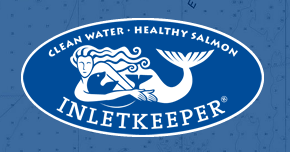 CLEAN WATER · HEALTHY SALMON
INLETKEEPER®